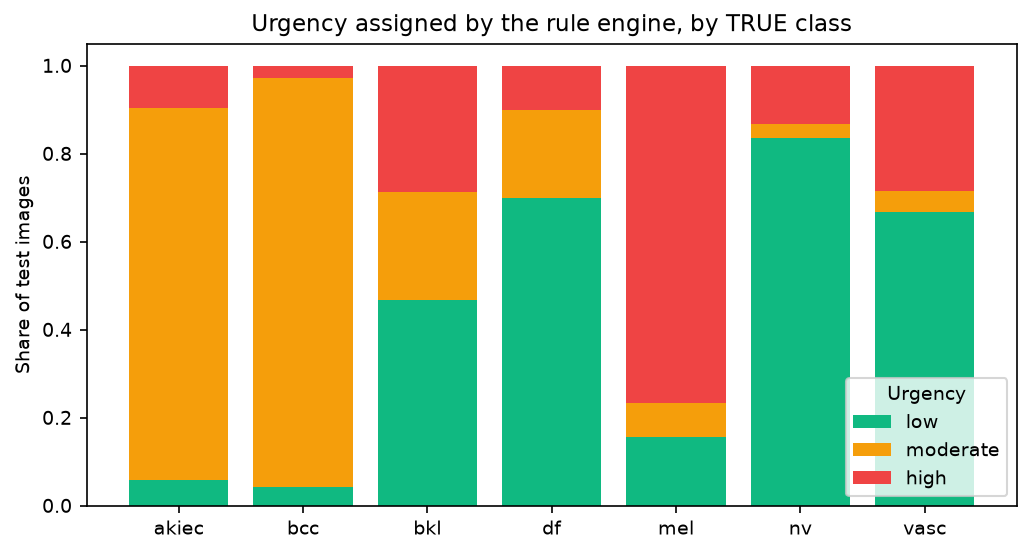 Urgency assigned by the rule engine, by TRUE class
Share of test images
1.0
0.8
0.6
0.4
0.2
0.0
akiec bcc bkl df mel nv vasc
Urgency
low
moderate
high